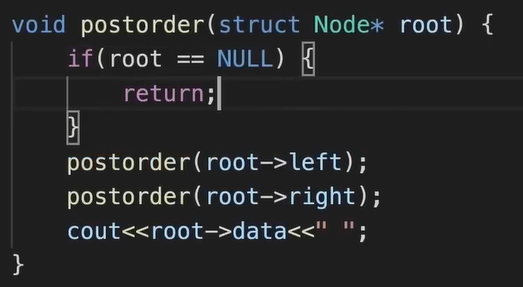 void postorder(struct Node* root) {
    if(root == NULL) {
        return;
    }
    postorder(root->left);
    postorder(root->right);
    cout<<root->data<<" ";
}